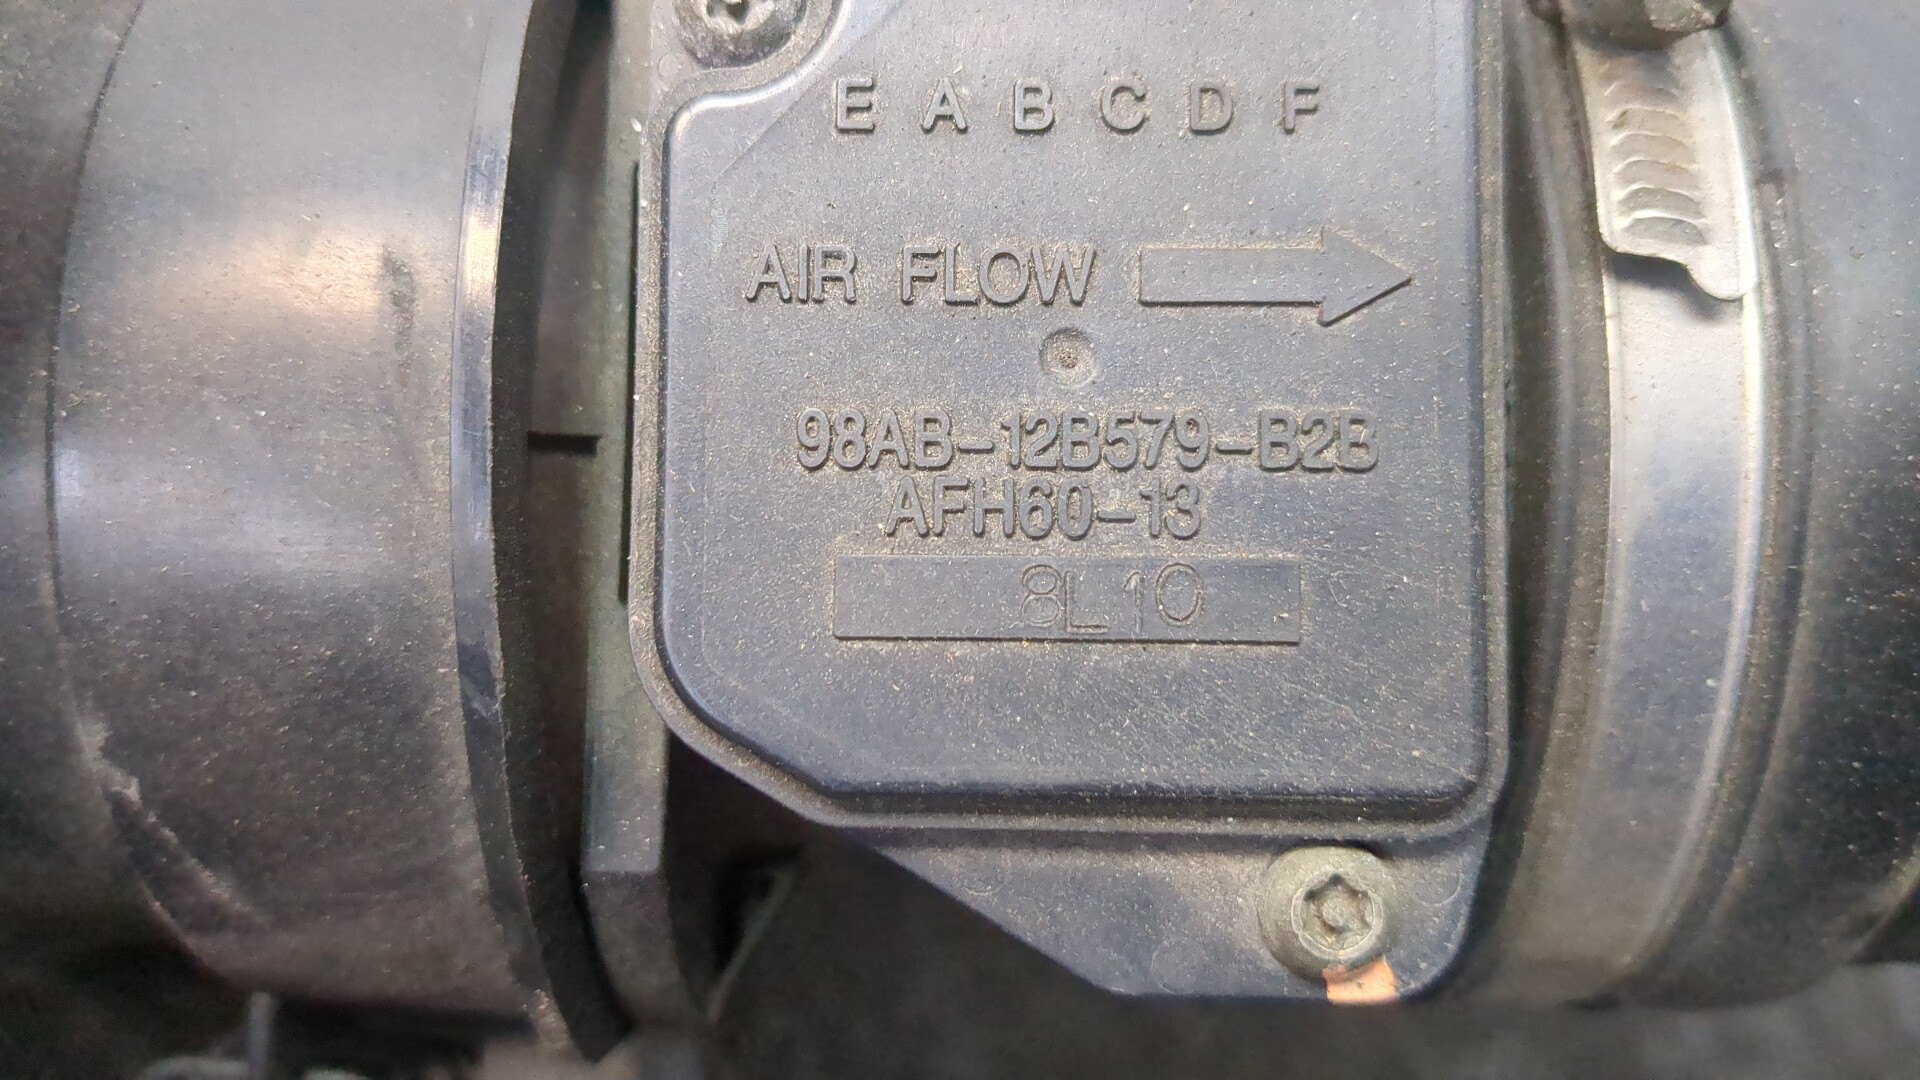 E A B C D F
AIR FLOW
98AB-12B579-B2B
AFH60-13
8L10